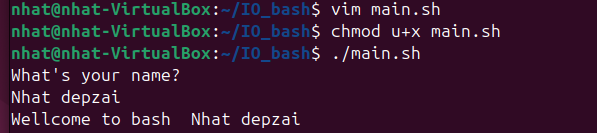 nhat@nhat-VirtualBox:~/IO_bash$ vim main.sh
nhat@nhat-VirtualBox:~/IO_bash$ chmod u+x main.sh
nhat@nhat-VirtualBox:~/IO_bash$ ./main.sh
What's your name?
Nhat depzai
Wellcome to bash  Nhat depzai